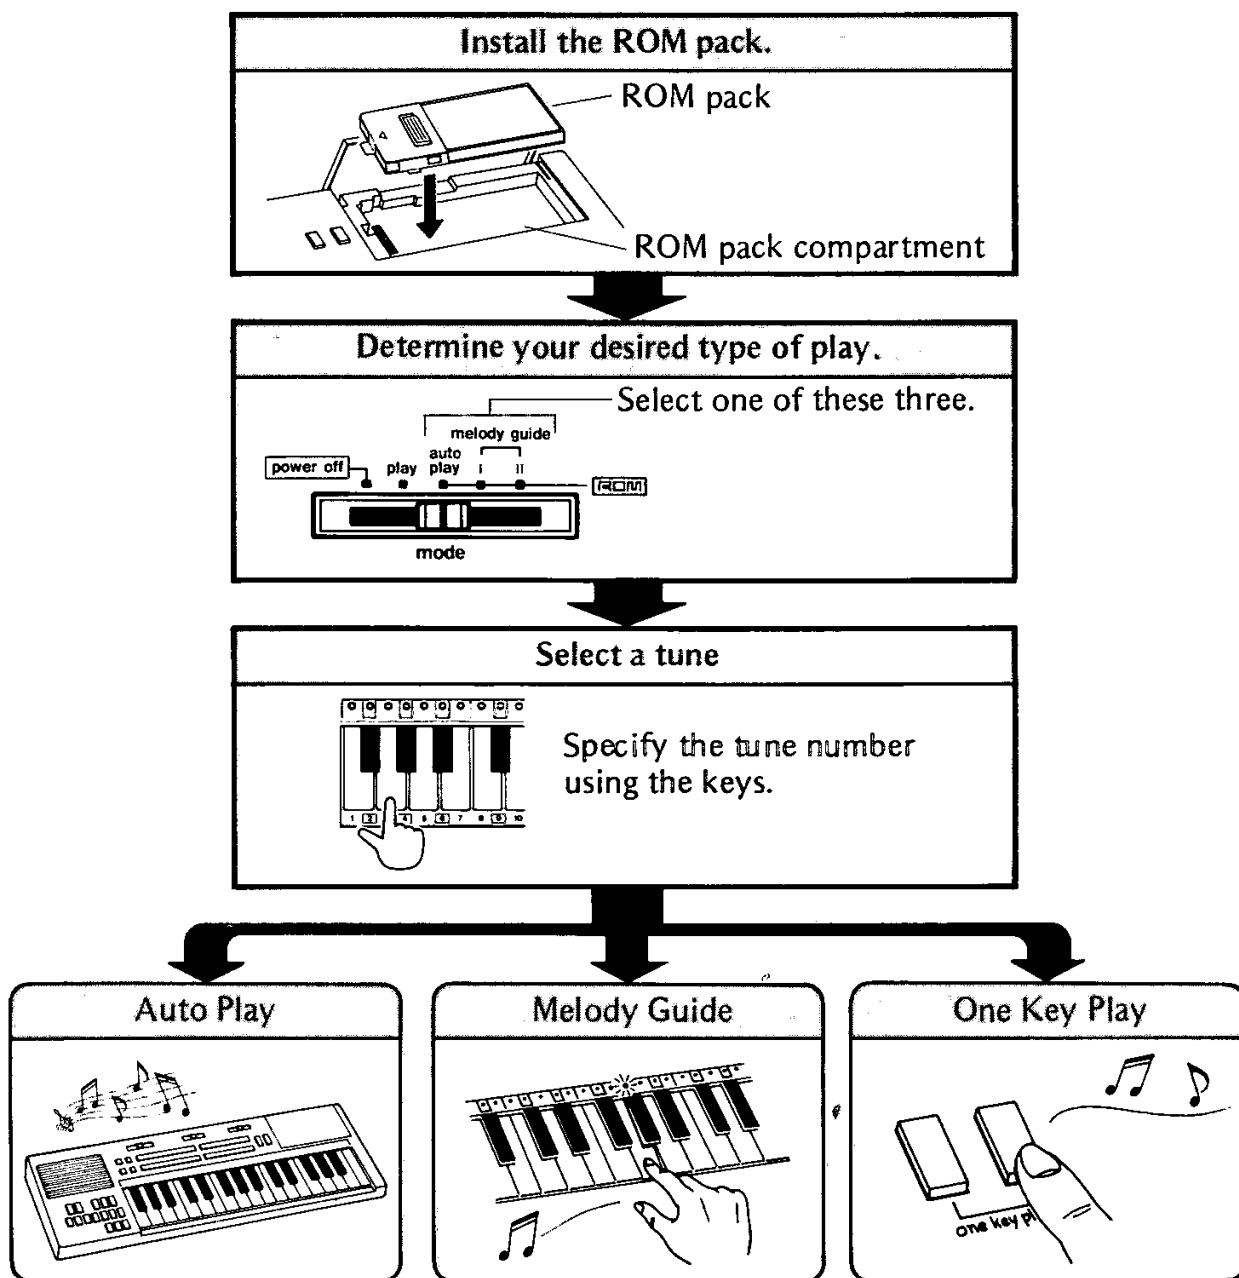 Install the ROM pack.
ROM pack
ROM pack compartment
Determine your desired type of play.
Select one of these three.
melody guide
power off play auto play I II
ROM
mode
Select a tune
Specify the tune number
using the keys.
1 2 4 5 6 7 8 9 10
Auto Play
Melody Guide
One Key Play
one key pl